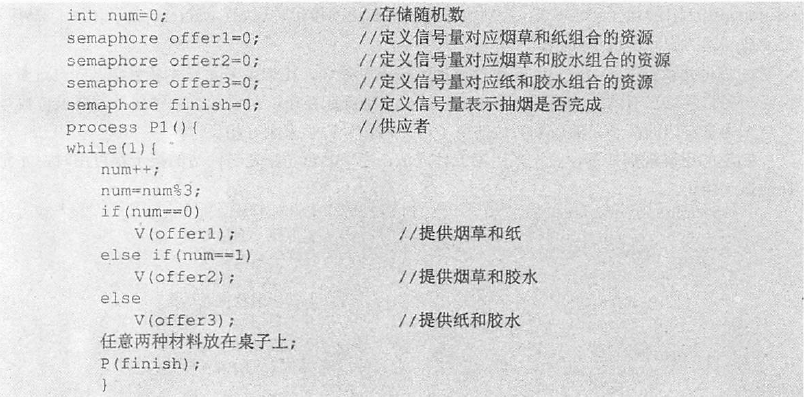 int num=0; //存储随机数
semaphore offer1=0; //定义信号量对应烟草和纸组合的资源
semaphore offer2=0; //定义信号量对应烟草和胶水组合的资源
semaphore offer3=0; //定义信号量对应纸和胶水组合的资源
semaphore finish=0; //定义信号量表示抽烟是否完成
process P1(){ //供应者
while(1){
num++;
num=num%3;
if(num==0)
V(offer1); //提供烟草和纸
else if(num==1)
V(offer2); //提供烟草和胶水
else
V(offer3); //提供纸和胶水
任意两种材料放在桌子上;
P(finish);
}